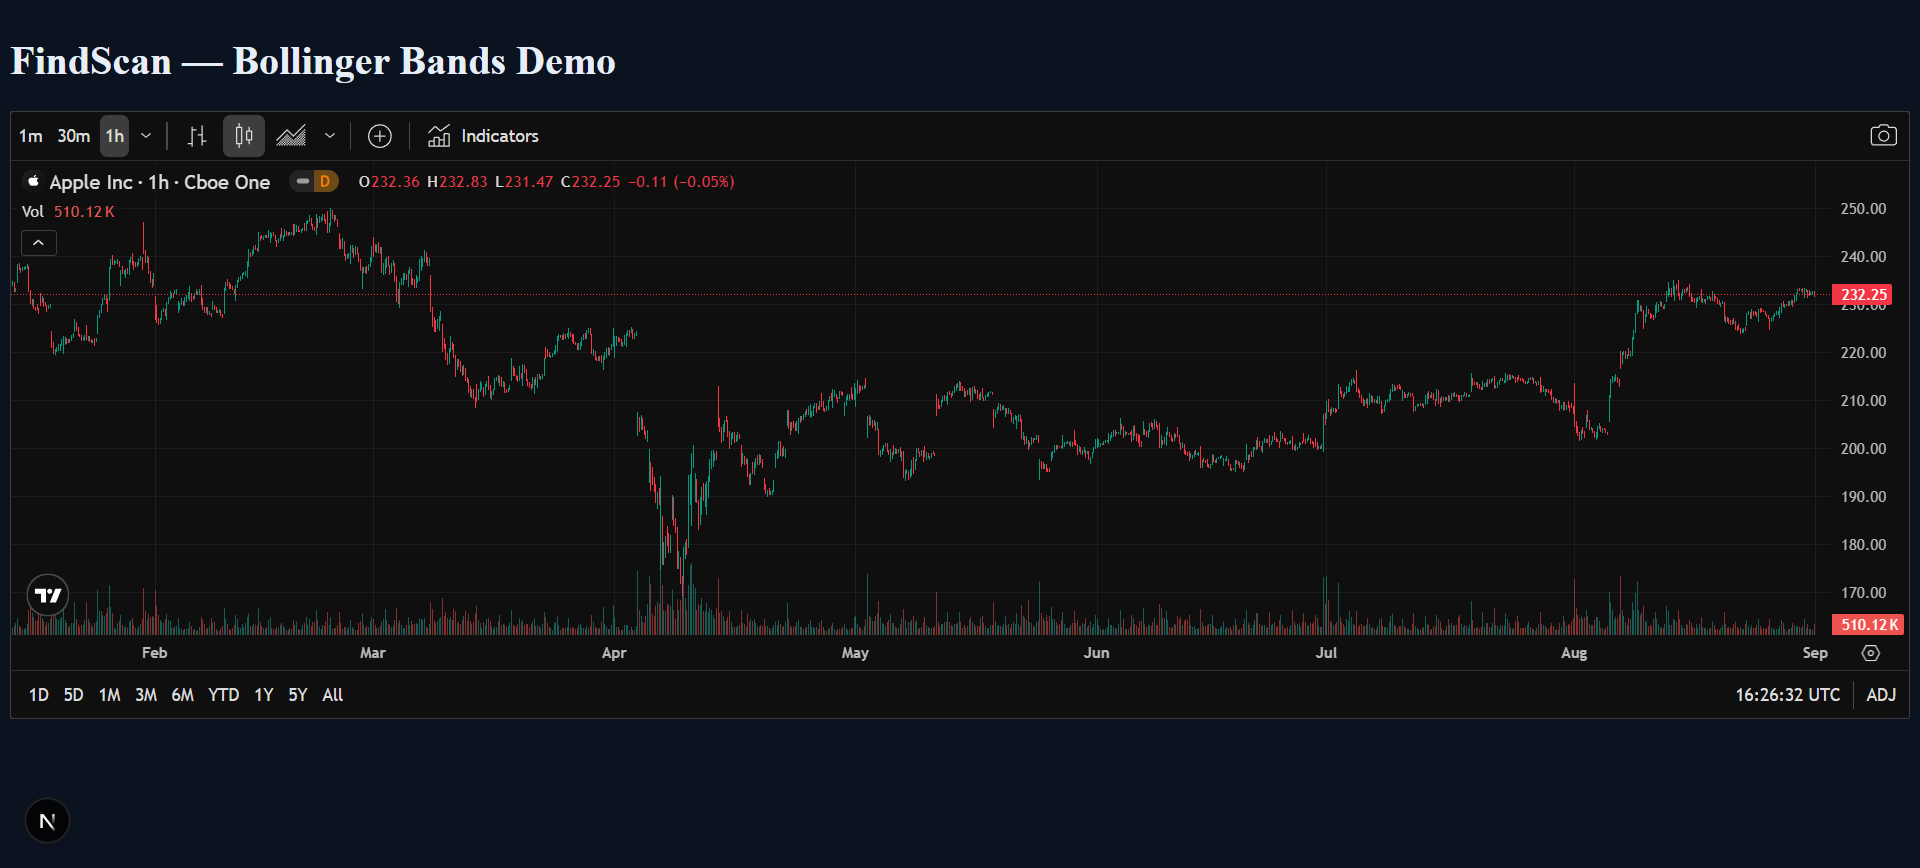 FindScan — Bollinger Bands Demo
1m 30m 1h Indicators
Apple Inc · 1h · Cboe One D O232.36 H232.83 L231.47 C232.25 −0.11 (−0.05%)
Vol 510.12 K
250.00
240.00
232.25
230.00
220.00
210.00
200.00
190.00
180.00
170.00
510.12 K
Feb Mar Apr May Jun Jul Aug Sep
1D 5D 1M 3M 6M YTD 1Y 5Y All 16:26:32 UTC ADJ
N